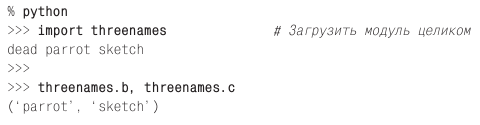 % python
>>> import threenames # Загрузить модуль целиком
dead parrot sketch
>>>
>>> threenames.b, threenames.c
(‘parrot’, ‘sketch’)